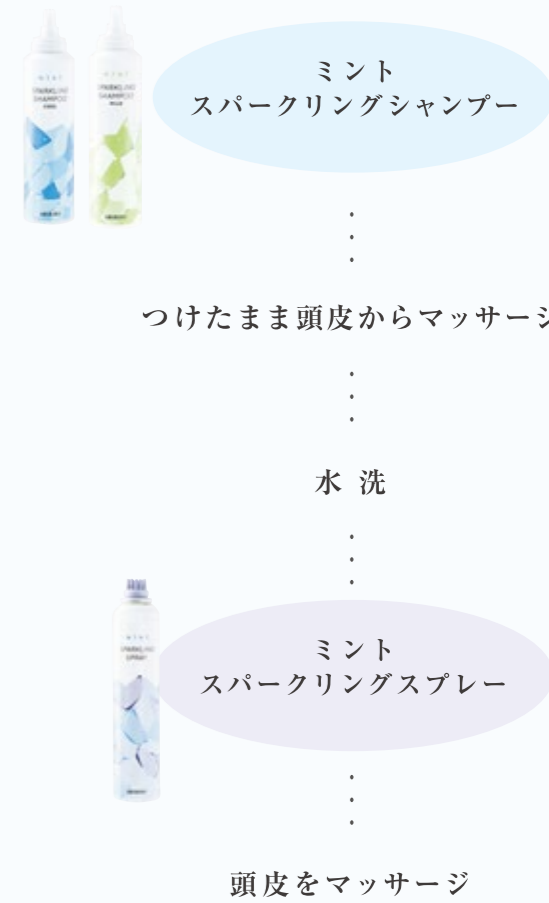 ミント
スパークリングシャンプー
つけたまま頭皮からマッサージ
水洗
ミント
スパークリングスプレー
頭皮をマッサージ